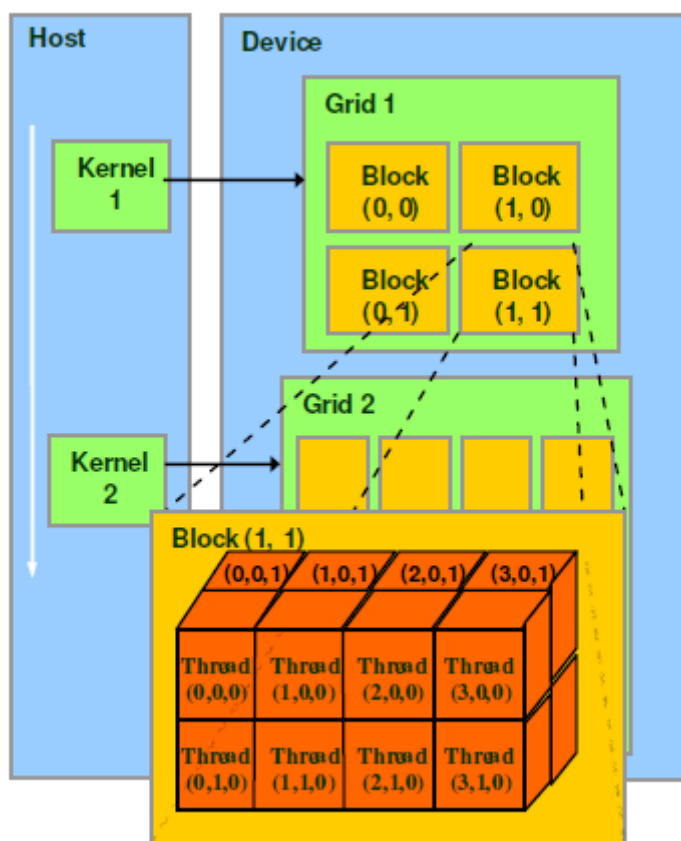 Host
Device
Grid 1
Kernel
1
Block
(0, 0)
Block
(1, 0)
Block
(0, 1)
Block
(1, 1)
Grid 2
Kernel
2
Block (1, 1)
(0,0,1) (1,0,1) (2,0,1) (3,0,1)
Thread
(0,0,0)
Thread
(1,0,0)
Thread
(2,0,0)
Thread
(3,0,0)
Thread
(0,1,0)
Thread
(1,1,0)
Thread
(2,1,0)
Thread
(3,1,0)